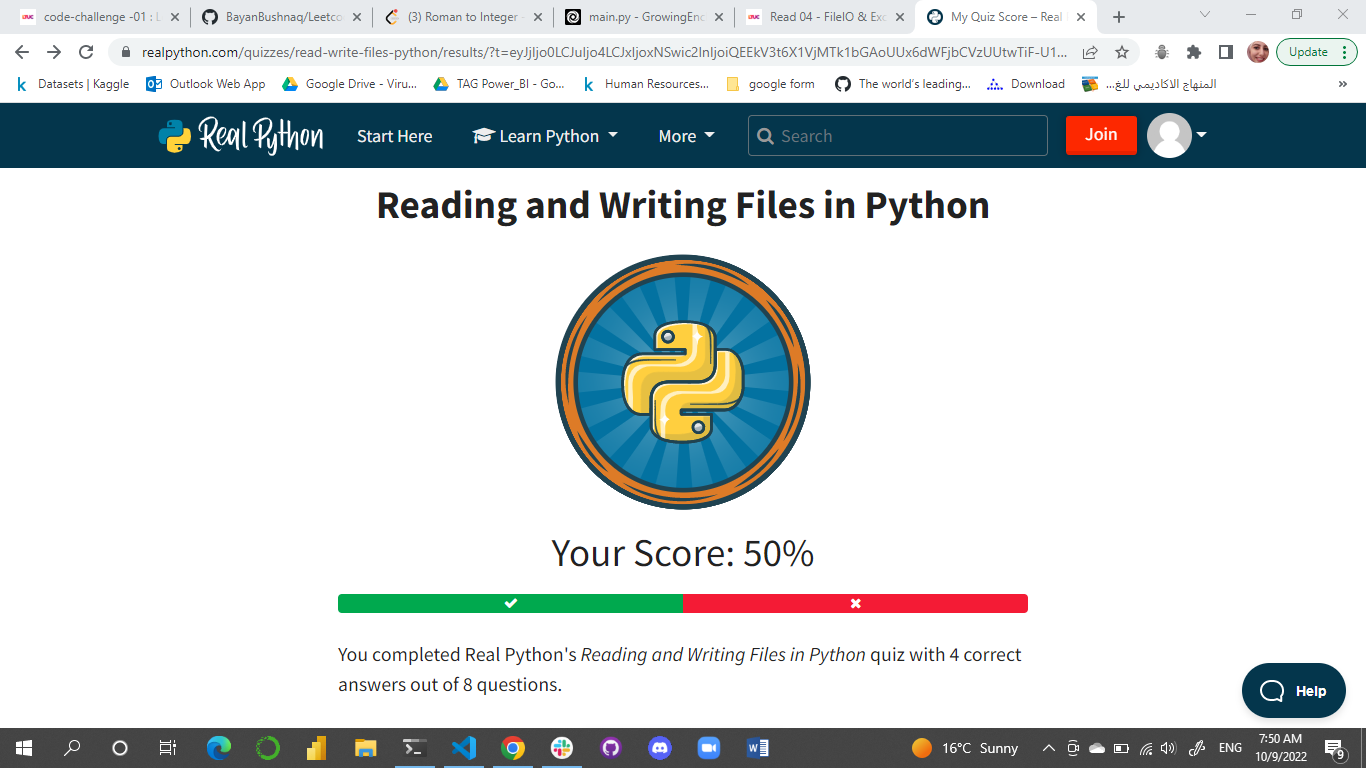 code-challenge -01 : L
BayanBushnaq/Leetco
(3) Roman to Integer -
main.py - GrowingEnc
Read 04 - FileIO & Exc
My Quiz Score – Real
realpython.com/quizzes/read-write-files-python/results/?t=
Update
Datasets | Kaggle
Outlook Web App
Google Drive - Viru...
TAG Power_BI - Go...
Human Resources...
google form
The world's leading...
Download
المنهاج الاكاديمي للغ...
Real Python
Start Here
Learn Python
More
Search
Join
Reading and Writing Files in Python
Your Score: 50%
You completed Real Python's Reading and Writing Files in Python quiz with 4 correct
answers out of 8 questions.
Help
16°C Sunny
ENG
7:50 AM
10/9/2022
9